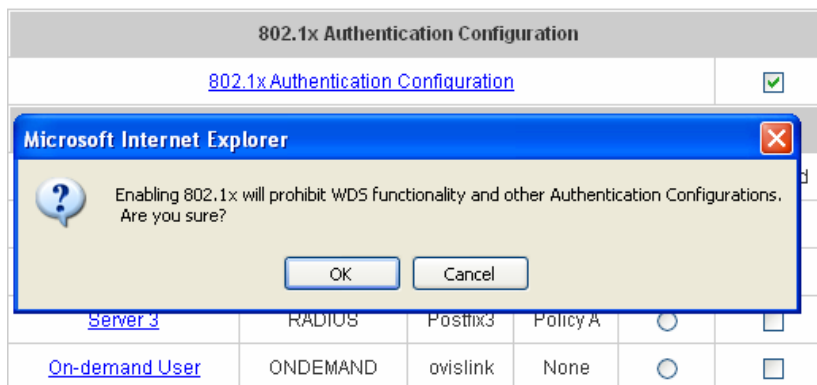 802.1x Authentication Configuration
802.1x Authentication Configuration
Microsoft Internet Explorer
Enabling 802.1x will prohibit WDS functionality and other Authentication Configurations.
Are you sure?
OK Cancel
Server 3 RADIUS Postfix3 Policy A
On-demand User ONDEMAND ovislink None